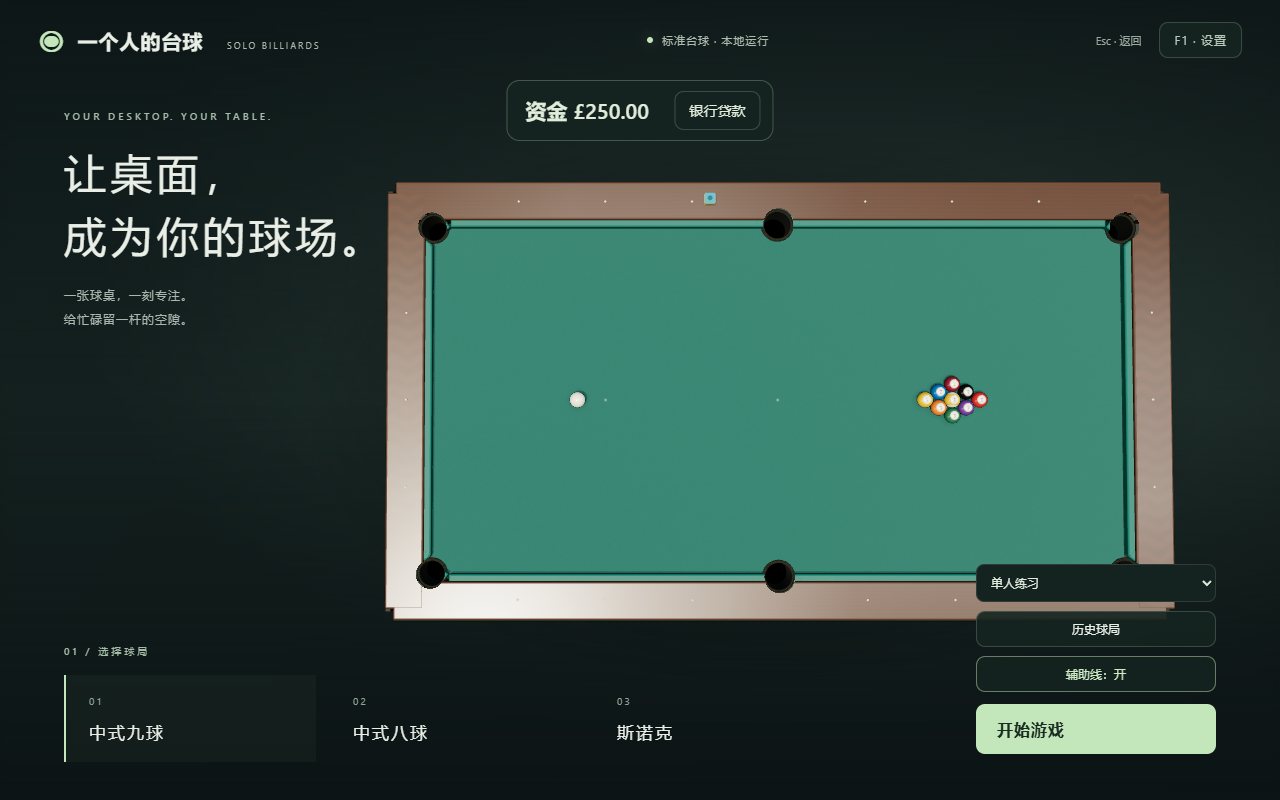 一个人的台球 SOLO BILLIARDS
标准台球 · 本地运行
Esc · 返回
F1 · 设置
资金 £250.00
银行贷款
YOUR DESKTOP. YOUR TABLE.
让桌面，
成为你的球场。
一张球桌，一刻专注。
给忙碌留一杆的空隙。
单人练习
历史球局
辅助线：开
开始游戏
01 / 选择球局
01
中式九球
02
中式八球
03
斯诺克